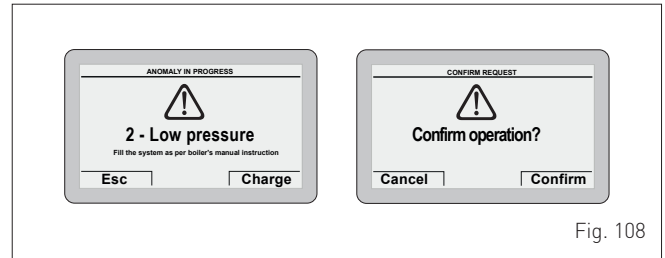 ANOMALY IN PROGRESS
2 - Low pressure
Fill the system as per boiler's manual instruction
Esc
Charge
CONFIRM REQUEST
Confirm operation?
Cancel
Confirm
Fig. 108